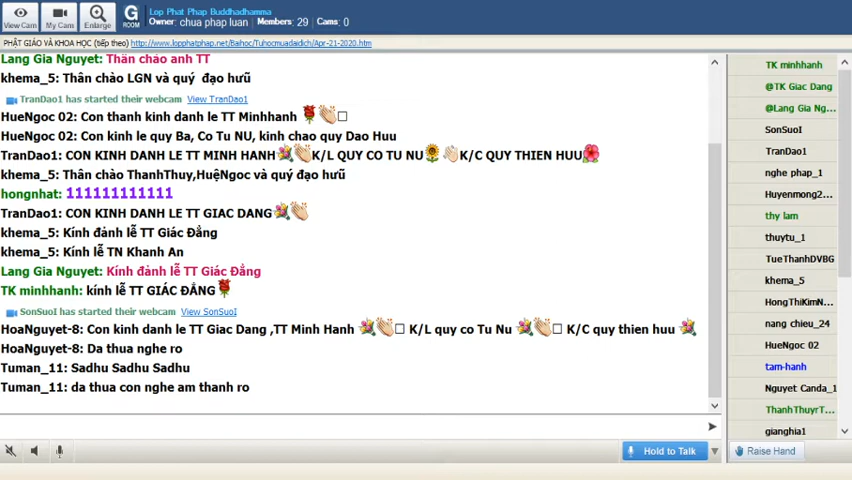 Lop Phat Phap Buddhadhamma
Owner: chua phap luan Members: 29 Cams: 0
View Cam My Cams Enlarge G ROOM
PHẬT GIÁO VÀ KHOA HỌC (tiếp theo) http://www.lopphatphap.net/Baihoc/Tuhocmuadaidich/Apr-21-2020.htm
Lang Gia Nguyet: Thân chào anh TT
khema_5: Thân chào LGN và quý đạo hữu
TranDao1 has started their webcam View TranDao1
HueNgoc 02: Con thanh kinh danh le TT Minhhanh
HueNgoc 02: Con kinh le quy Ba, Co Tu NU, kinh chao quy Dao Huu
TranDao1: CON KINH DANH LE TT MINH HANH K/L QUY CO TU NU K/C QUY THIEN HUU
khema_5: Thân chào ThanhThuy,HuệNgoc và quý đạo hữu
hongnhat: 111111111111
TranDao1: CON KINH DANH LE TT GIAC DANG
khema_5: Kính đảnh lễ TT Giác Đẳng
khema_5: Kính lễ TN Khanh An
Lang Gia Nguyet: Kính đảnh lễ TT Giác Đẳng
TK minhhanh: kính lễ TT GIÁC ĐẲNG
SonSuoI has started their webcam View SonSuoI
HoaNguyet-8: Con kinh danh le TT Giac Dang ,TT Minh Hanh K/L quy co Tu Nu K/C quy thien huu
HoaNguyet-8: Da thua nghe ro
Tuman_11: Sadhu Sadhu Sadhu
Tuman_11: da thua con nghe am thanh ro
Hold to Talk
TK minhhanh
@TK Giac Dang
@Lang Gia Ng...
SonSuoI
TranDao1
nghe phap_1
Huyenmong2...
thy lam
thuytu_1
TueThanhDVBG
khema_5
HongThiKimN...
nang chieu_24
HueNgoc 02
tam-hanh
Nguyet Canda_1
ThanhThuyrT...
gianghia1
Raise Hand